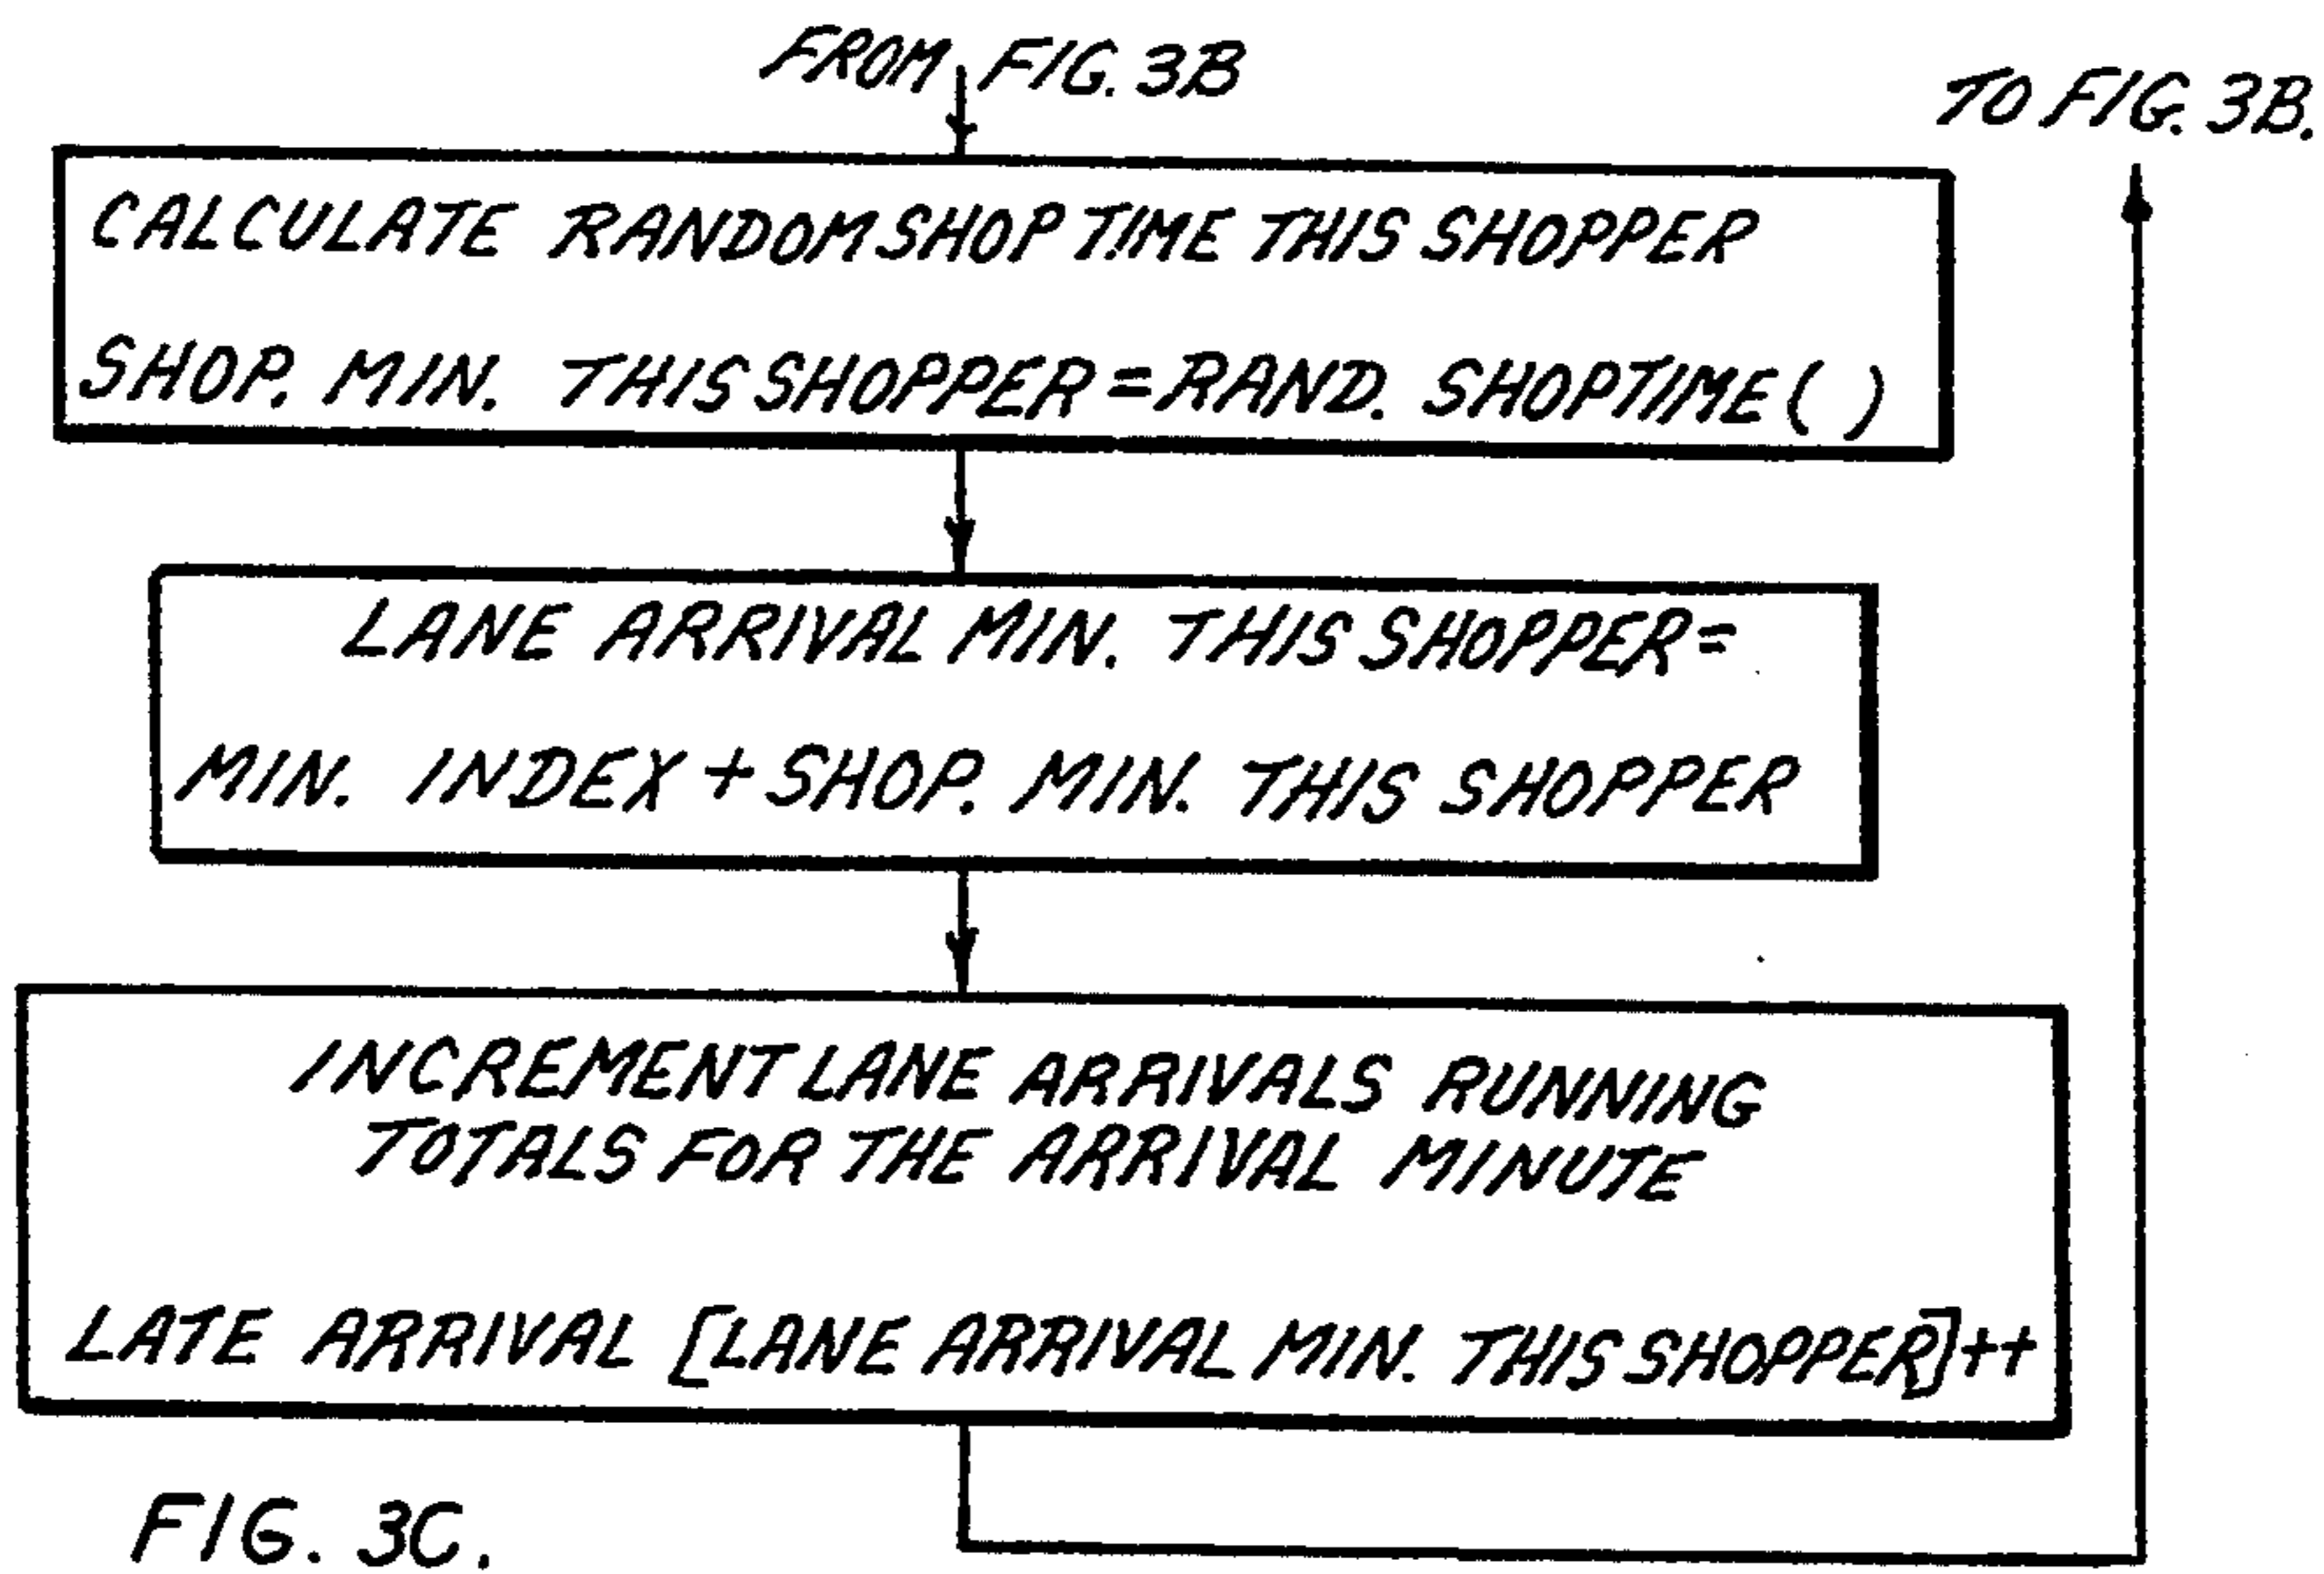 FROM FIG. 3B
TO FIG. 3B.
CALCULATE RANDOM SHOP TIME THIS SHOPPER
SHOP. MIN. THIS SHOPPER = RAND. SHOPTIME ( )
LANE ARRIVAL MIN. THIS SHOPPER =
MIN. INDEX + SHOP. MIN. THIS SHOPPER
INCREMENT LANE ARRIVALS RUNNING
TOTALS FOR THE ARRIVAL MINUTE
LATE ARRIVAL [LANE ARRIVAL MIN. THIS SHOPPER]++
FIG. 3C.